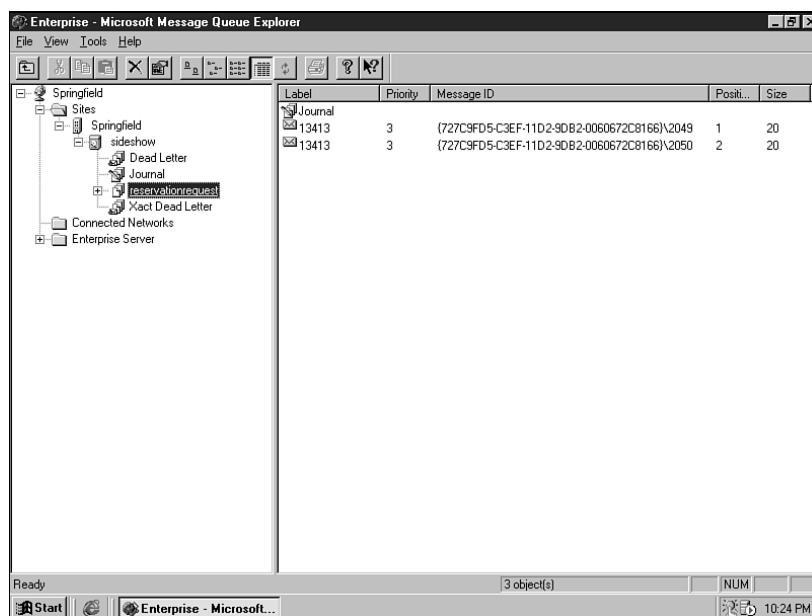 Enterprise - Microsoft Message Queue Explorer
File View Tools Help
Springfield
Sites
Springfield
sideshow
Dead Letter
Journal
reservationrequest
Xact Dead Letter
Connected Networks
Enterprise Server
Label Priority Message ID Positi... Size
Journal
13413 3 {727C9FD5-C3EF-11D2-9DB2-0060672C8166}\2049 1 20
13413 3 {727C9FD5-C3EF-11D2-9DB2-0060672C8166}\2050 2 20
Ready 3 object(s) NUM
Start Enterprise - Microsoft... 10:24 PM